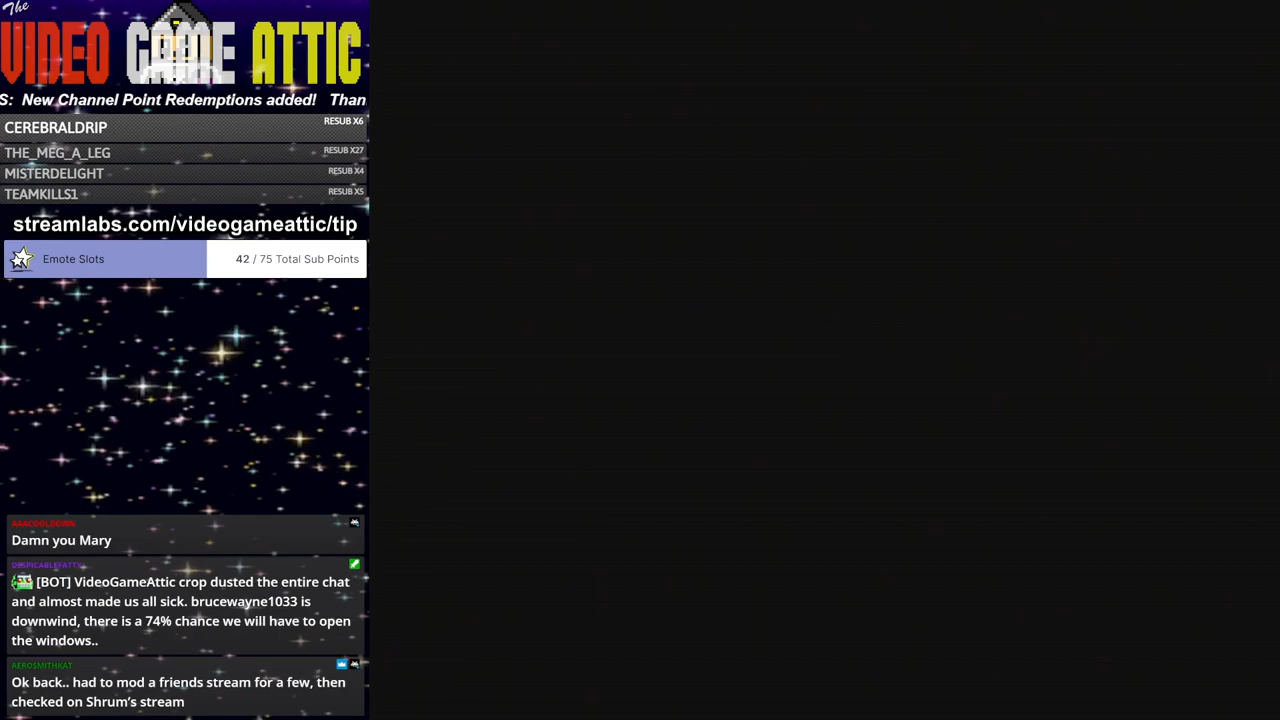 The
VIDEO GAME ATTIC
S: New Channel Point Redemptions added! Than
CEREBRALDRIP RESUB X6
THE_MEG_A_LEG RESUB X27
MISTERDELIGHT RESUB X4
TEAMKILLS1 RESUB X5
streamlabs.com/videogameattic/tip
Emote Slots 42 / 75 Total Sub Points
AAACOOLDOWN
Damn you Mary
DESPICABLEFATTY
[BOT] VideoGameAttic crop dusted the entire chat
and almost made us all sick. brucewayne1033 is
downwind, there is a 74% chance we will have to open
the windows..
AEROSMITHKAT
Ok back.. had to mod a friends stream for a few, then
checked on Shrum’s stream